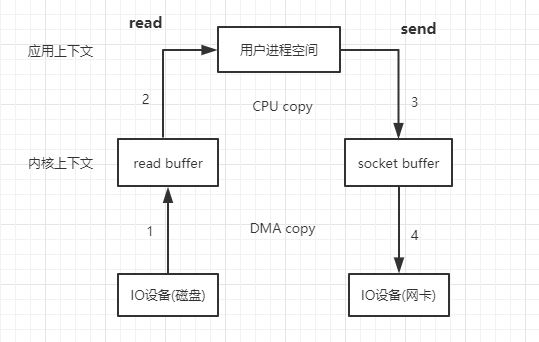 read
send
应用上下文
用户进程空间
2
CPU copy
3
内核上下文
read buffer
socket buffer
1
DMA copy
4
IO设备(磁盘)
IO设备(网卡)